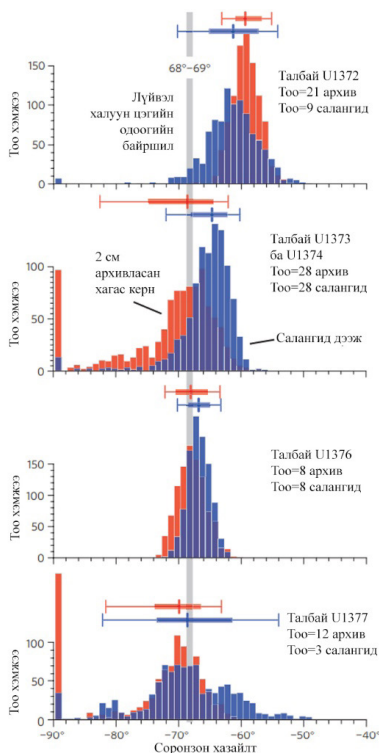 Тоо хэмжээ
150
100
50
0
68°–69°
Лүйвэл
халуун цэгийн
одоогийн
байршил
Талбай U1372
Тоо=21 архив
Тоо=9 салангид
Тоо хэмжээ
100
50
0
2 см
архивласан
хагас керн
Талбай U1373
ба U1374
Тоо=28 архив
Тоо=28 салангид
Салангид дээж
Тоо хэмжээ
150
100
50
0
Талбай U1376
Тоо=8 архив
Тоо=8 салангид
Тоо хэмжээ
150
100
50
0
Талбай U1377
Тоо=12 архив
Тоо=3 салангид
−90° −80° −70° −60° −50° −40°
Соронзон хазайлт